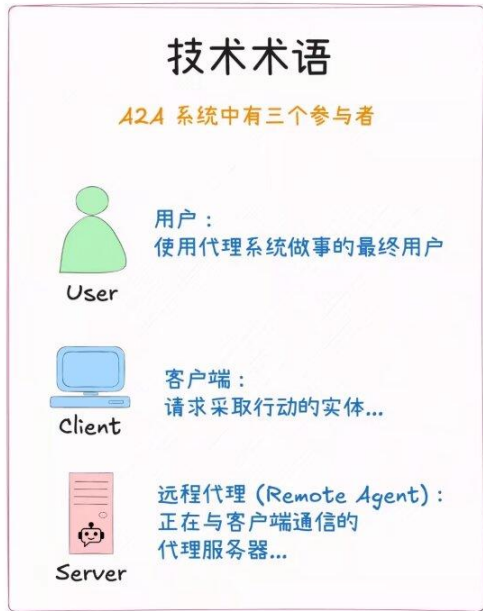 技术术语
A2A 系统中有三个参与者
用户：
使用代理系统做事的最终用户
User
客户端：
请求采取行动的实体...
Client
远程代理 (Remote Agent)：
正在与客户端通信的
代理服务器...
Server